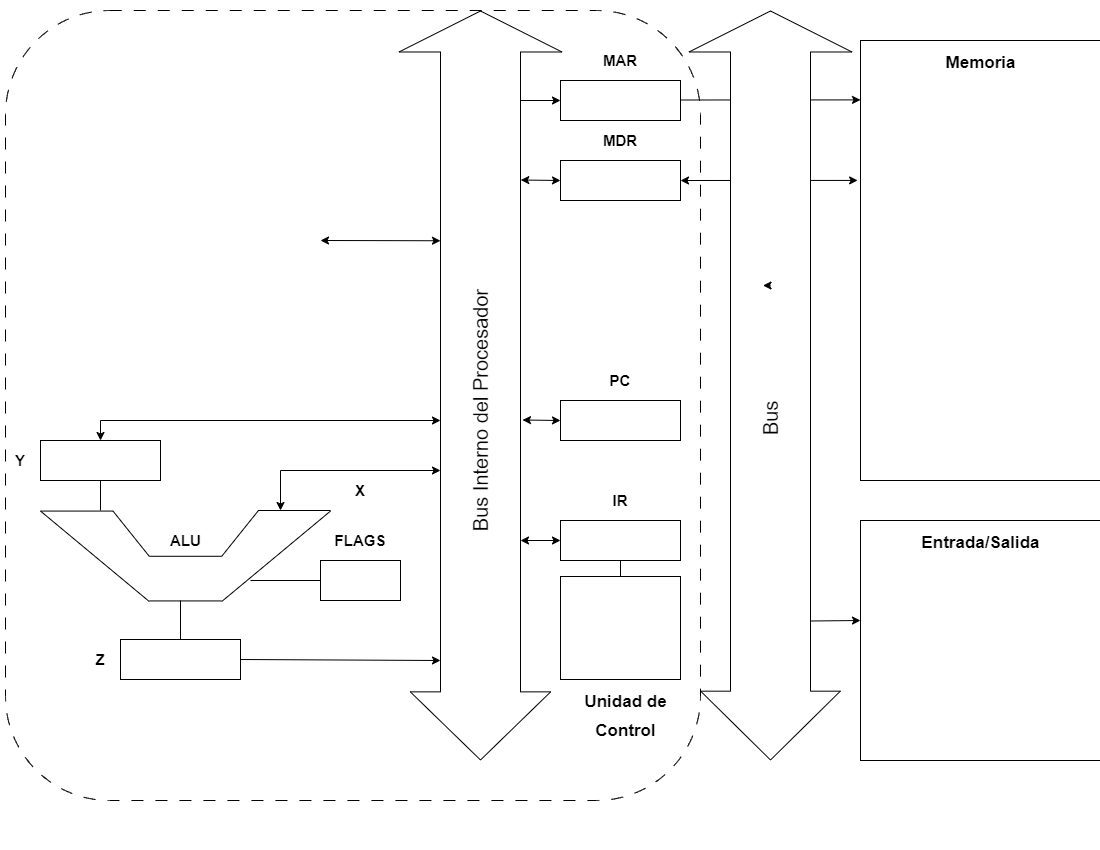 MAR
Memoria
MDR
Bus Interno del Procesador
PC
Bus
Y
X
IR
ALU
FLAGS
Entrada/Salida
Z
Unidad de
Control